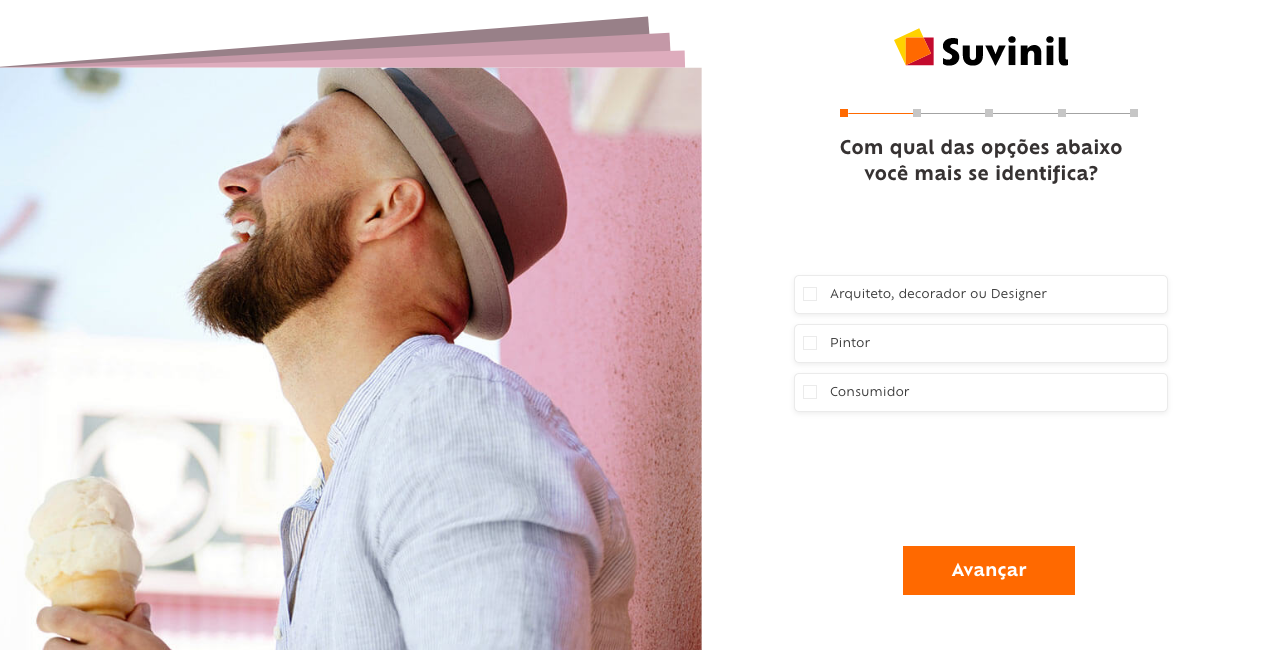 Suvinil
Com qual das opções abaixo
você mais se identifica?
Arquiteto, decorador ou Designer
Pintor
Consumidor
Avançar